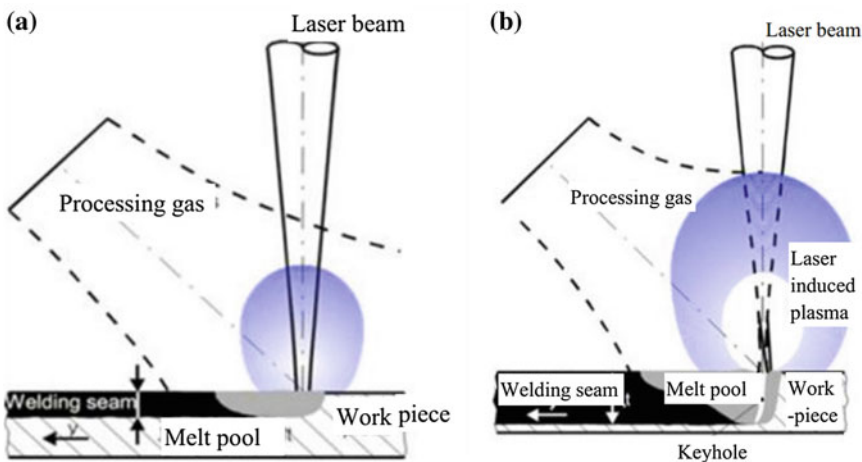 (a)
Laser beam
Processing gas
Welding seam
Work piece
Melt pool
(b)
Laser beam
Processing gas
Laser
induced
plasma
Welding seam
Melt pool
Work
-piece
Keyhole